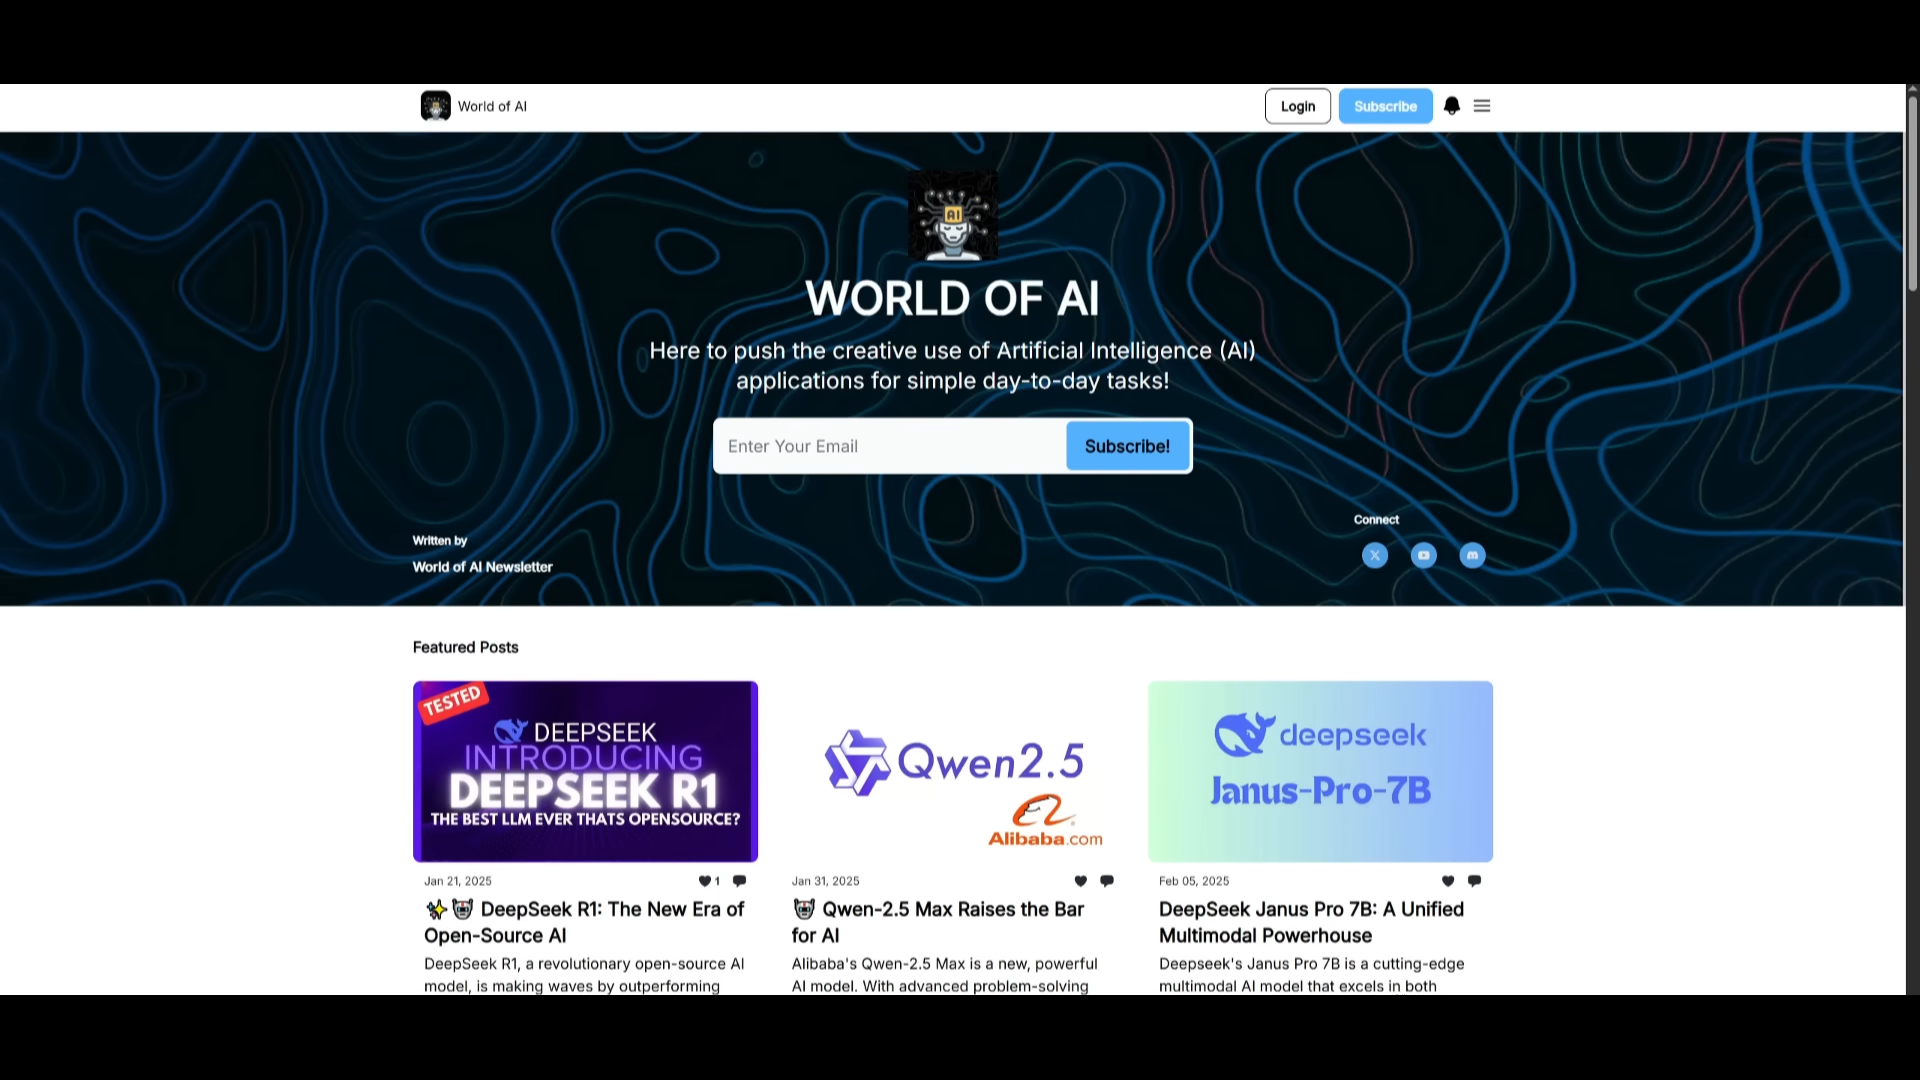 World of AI
Login
Subscribe
AI
WORLD OF AI
Here to push the creative use of Artificial Intelligence (AI)
applications for simple day-to-day tasks!
Enter Your Email
Subscribe!
Connect
Written by
World of AI Newsletter
Featured Posts
TESTED
DEEPSEEK
INTRODUCING
DEEPSEEK R1
THE BEST LLM EVER THATS OPENSOURCE?
Qwen2.5
Alibaba.com
deepseek
Janus-Pro-7B
Jan 21, 2025
1
DeepSeek R1: The New Era of
Open-Source AI
DeepSeek R1, a revolutionary open-source AI
model, is making waves by outperforming
Jan 31, 2025
Qwen-2.5 Max Raises the Bar
for AI
Alibaba's Qwen-2.5 Max is a new, powerful
AI model. With advanced problem-solving
Feb 05, 2025
DeepSeek Janus Pro 7B: A Unified
Multimodal Powerhouse
Deepseek's Janus Pro 7B is a cutting-edge
multimodal AI model that excels in both